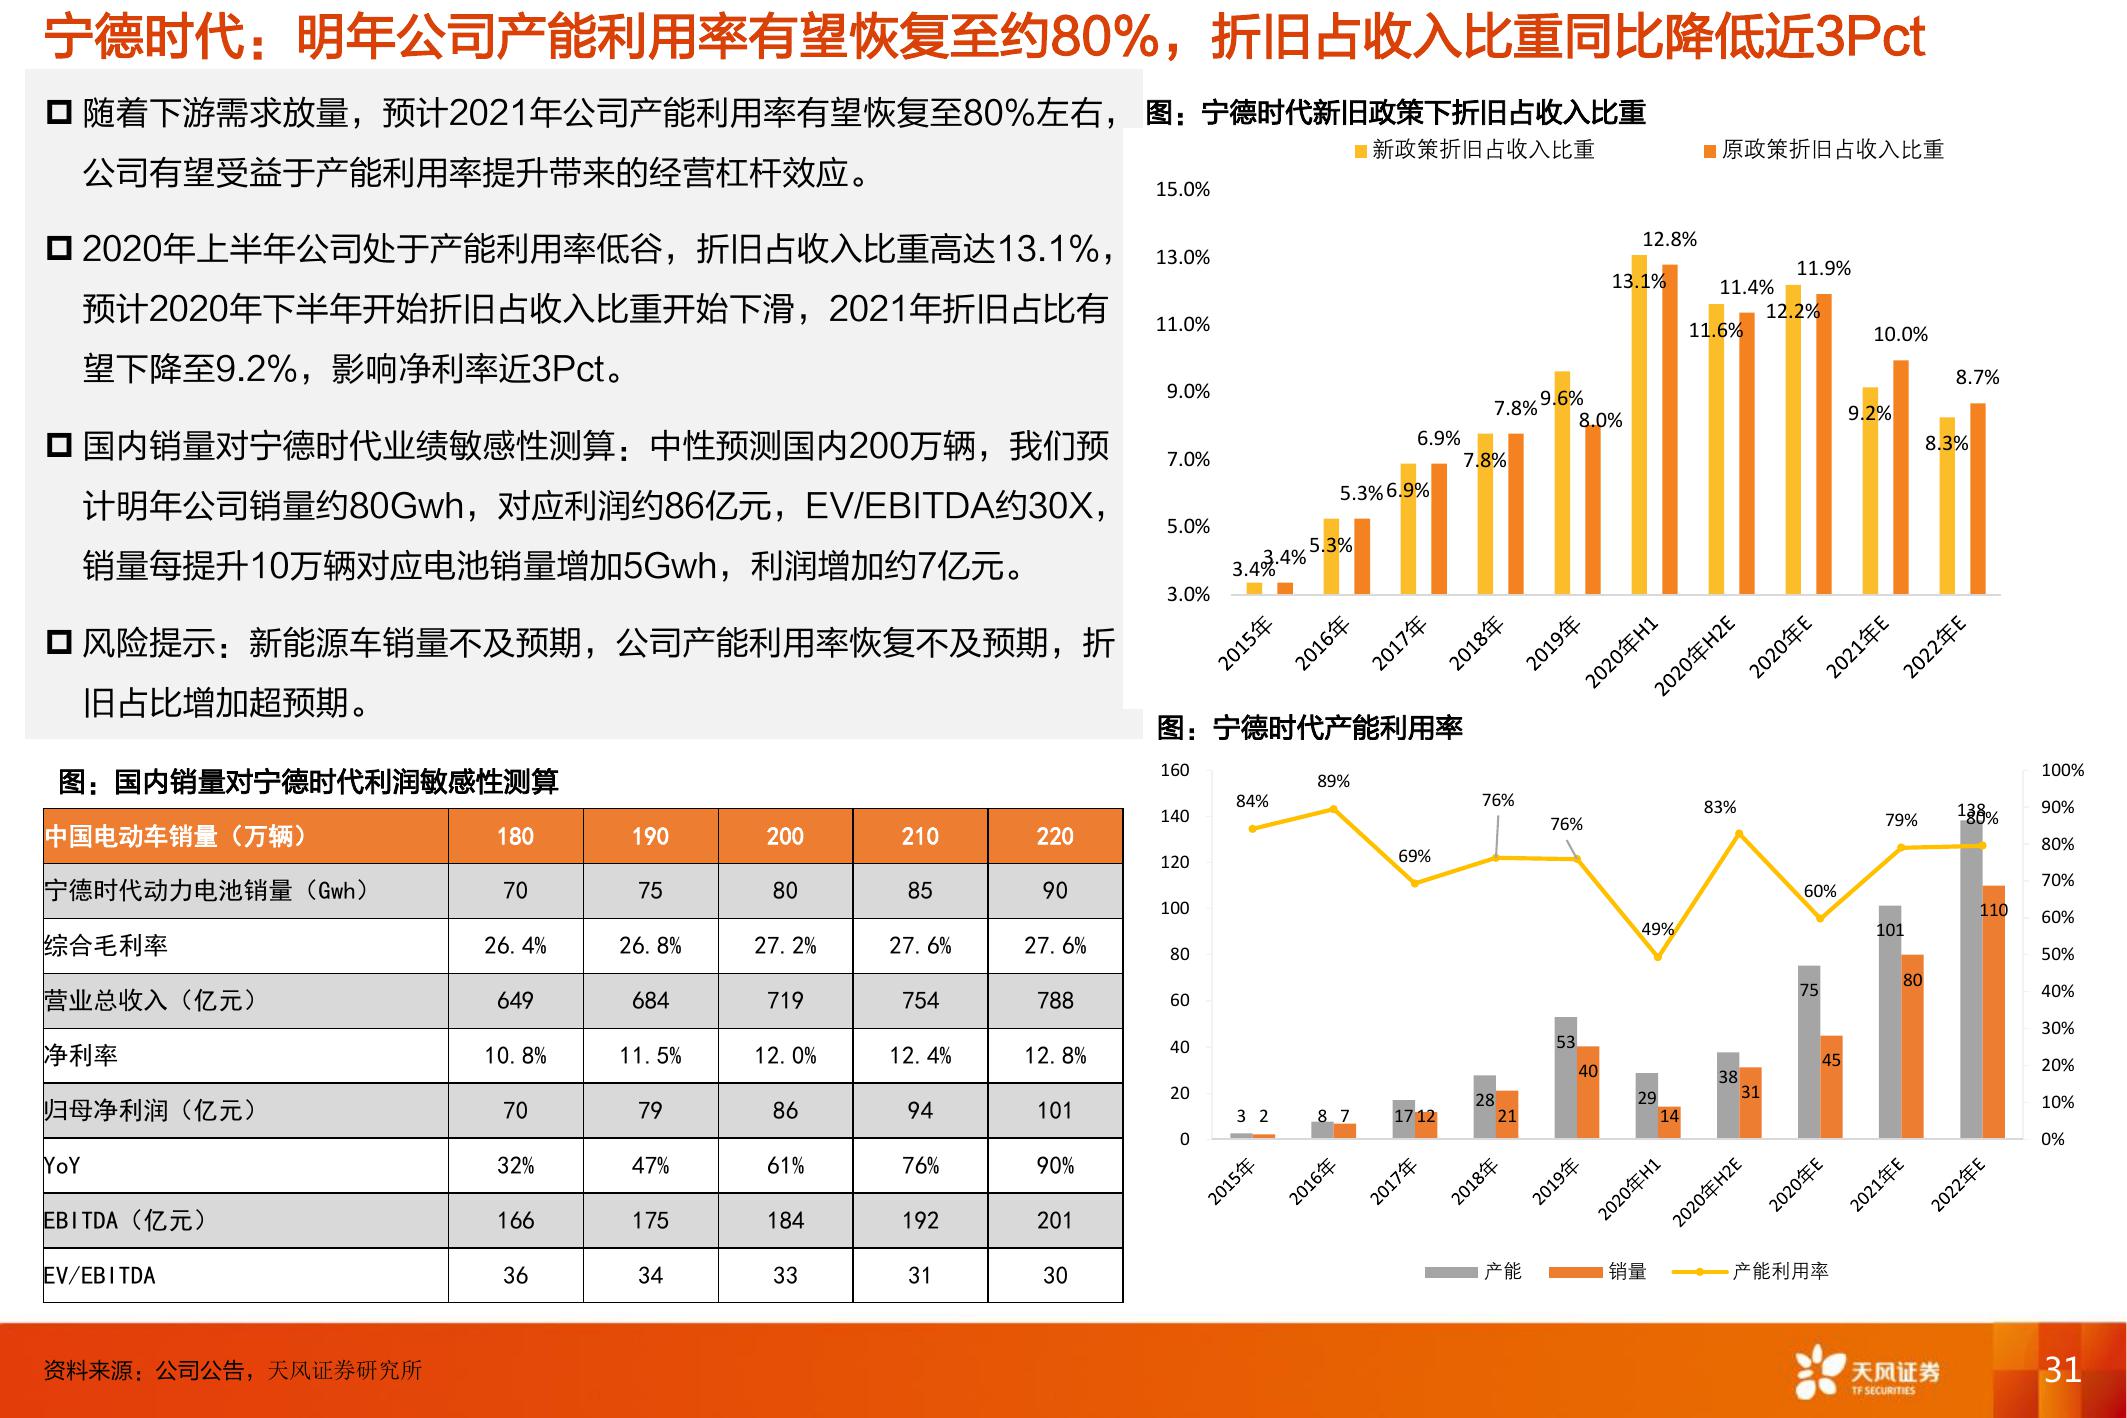 宁德时代：明年公司产能利用率有望恢复至约80%，折旧占收入比重同比降低近3Pct
随着下游需求放量，预计2021年公司产能利用率有望恢复至80%左右，
公司有望受益于产能利用率提升带来的经营杠杆效应。
2020年上半年公司处于产能利用率低谷，折旧占收入比重高达13.1%，
预计2020年下半年开始折旧占收入比重开始下滑，2021年折旧占比有
望下降至9.2%，影响净利率近3Pct。
国内销量对宁德时代业绩敏感性测算：中性预测国内200万辆，我们预
计明年公司销量约80Gwh，对应利润约86亿元，EV/EBITDA约30X，
销量每提升10万辆对应电池销量增加5Gwh，利润增加约7亿元。
风险提示：新能源车销量不及预期，公司产能利用率恢复不及预期，折
旧占比增加超预期。
图：国内销量对宁德时代利润敏感性测算
中国电动车销量（万辆） 180 190 200 210 220
宁德时代动力电池销量（Gwh） 70 75 80 85 90
综合毛利率 26.4% 26.8% 27.2% 27.6% 27.6%
营业总收入（亿元） 649 684 719 754 788
净利率 10.8% 11.5% 12.0% 12.4% 12.8%
归母净利润（亿元） 70 79 86 94 101
YoY 32% 47% 61% 76% 90%
EBITDA（亿元） 166 175 184 192 201
EV/EBITDA 36 34 33 31 30
图：宁德时代新旧政策下折旧占收入比重
新政策折旧占收入比重 原政策折旧占收入比重
15.0%
13.0%
11.0%
9.0%
7.0%
5.0%
3.0%
3.4% 5.3% 6.9% 7.8% 9.6% 13.1% 11.6% 12.2% 9.2% 8.3%
3.4% 5.3% 6.9% 7.8% 8.0% 12.8% 11.4% 11.9% 10.0% 8.7%
2015年 2016年 2017年 2018年 2019年 2020年H1 2020年H2E 2020年E 2021年E 2022年E
图：宁德时代产能利用率
160
140
120
100
80
60
40
20
0
100%
90%
80%
70%
60%
50%
40%
30%
20%
10%
0%
84% 89% 69% 76% 76% 49% 83% 60% 79% 80%
3 8 17 28 53 29 38 75 101 138
2 7 12 21 40 14 31 45 80 110
2015年 2016年 2017年 2018年 2019年 2020年H1 2020年H2E 2020年E 2021年E 2022年E
产能 销量 产能利用率
资料来源：公司公告，天风证券研究所
天风证券
TF SECURITIES
31